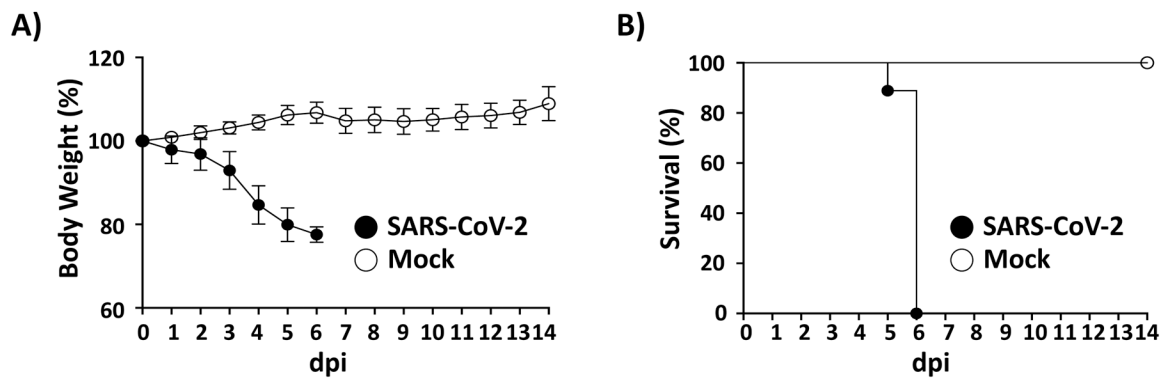 A)
120
100
80
60
Body Weight (%)
SARS-CoV-2
Mock
0 1 2 3 4 5 6 7 8 9 10 11 12 13 14
dpi
B)
100
80
60
40
20
0
Survival (%)
SARS-CoV-2
Mock
0 1 2 3 4 5 6 7 8 9 10 11 12 13 14
dpi